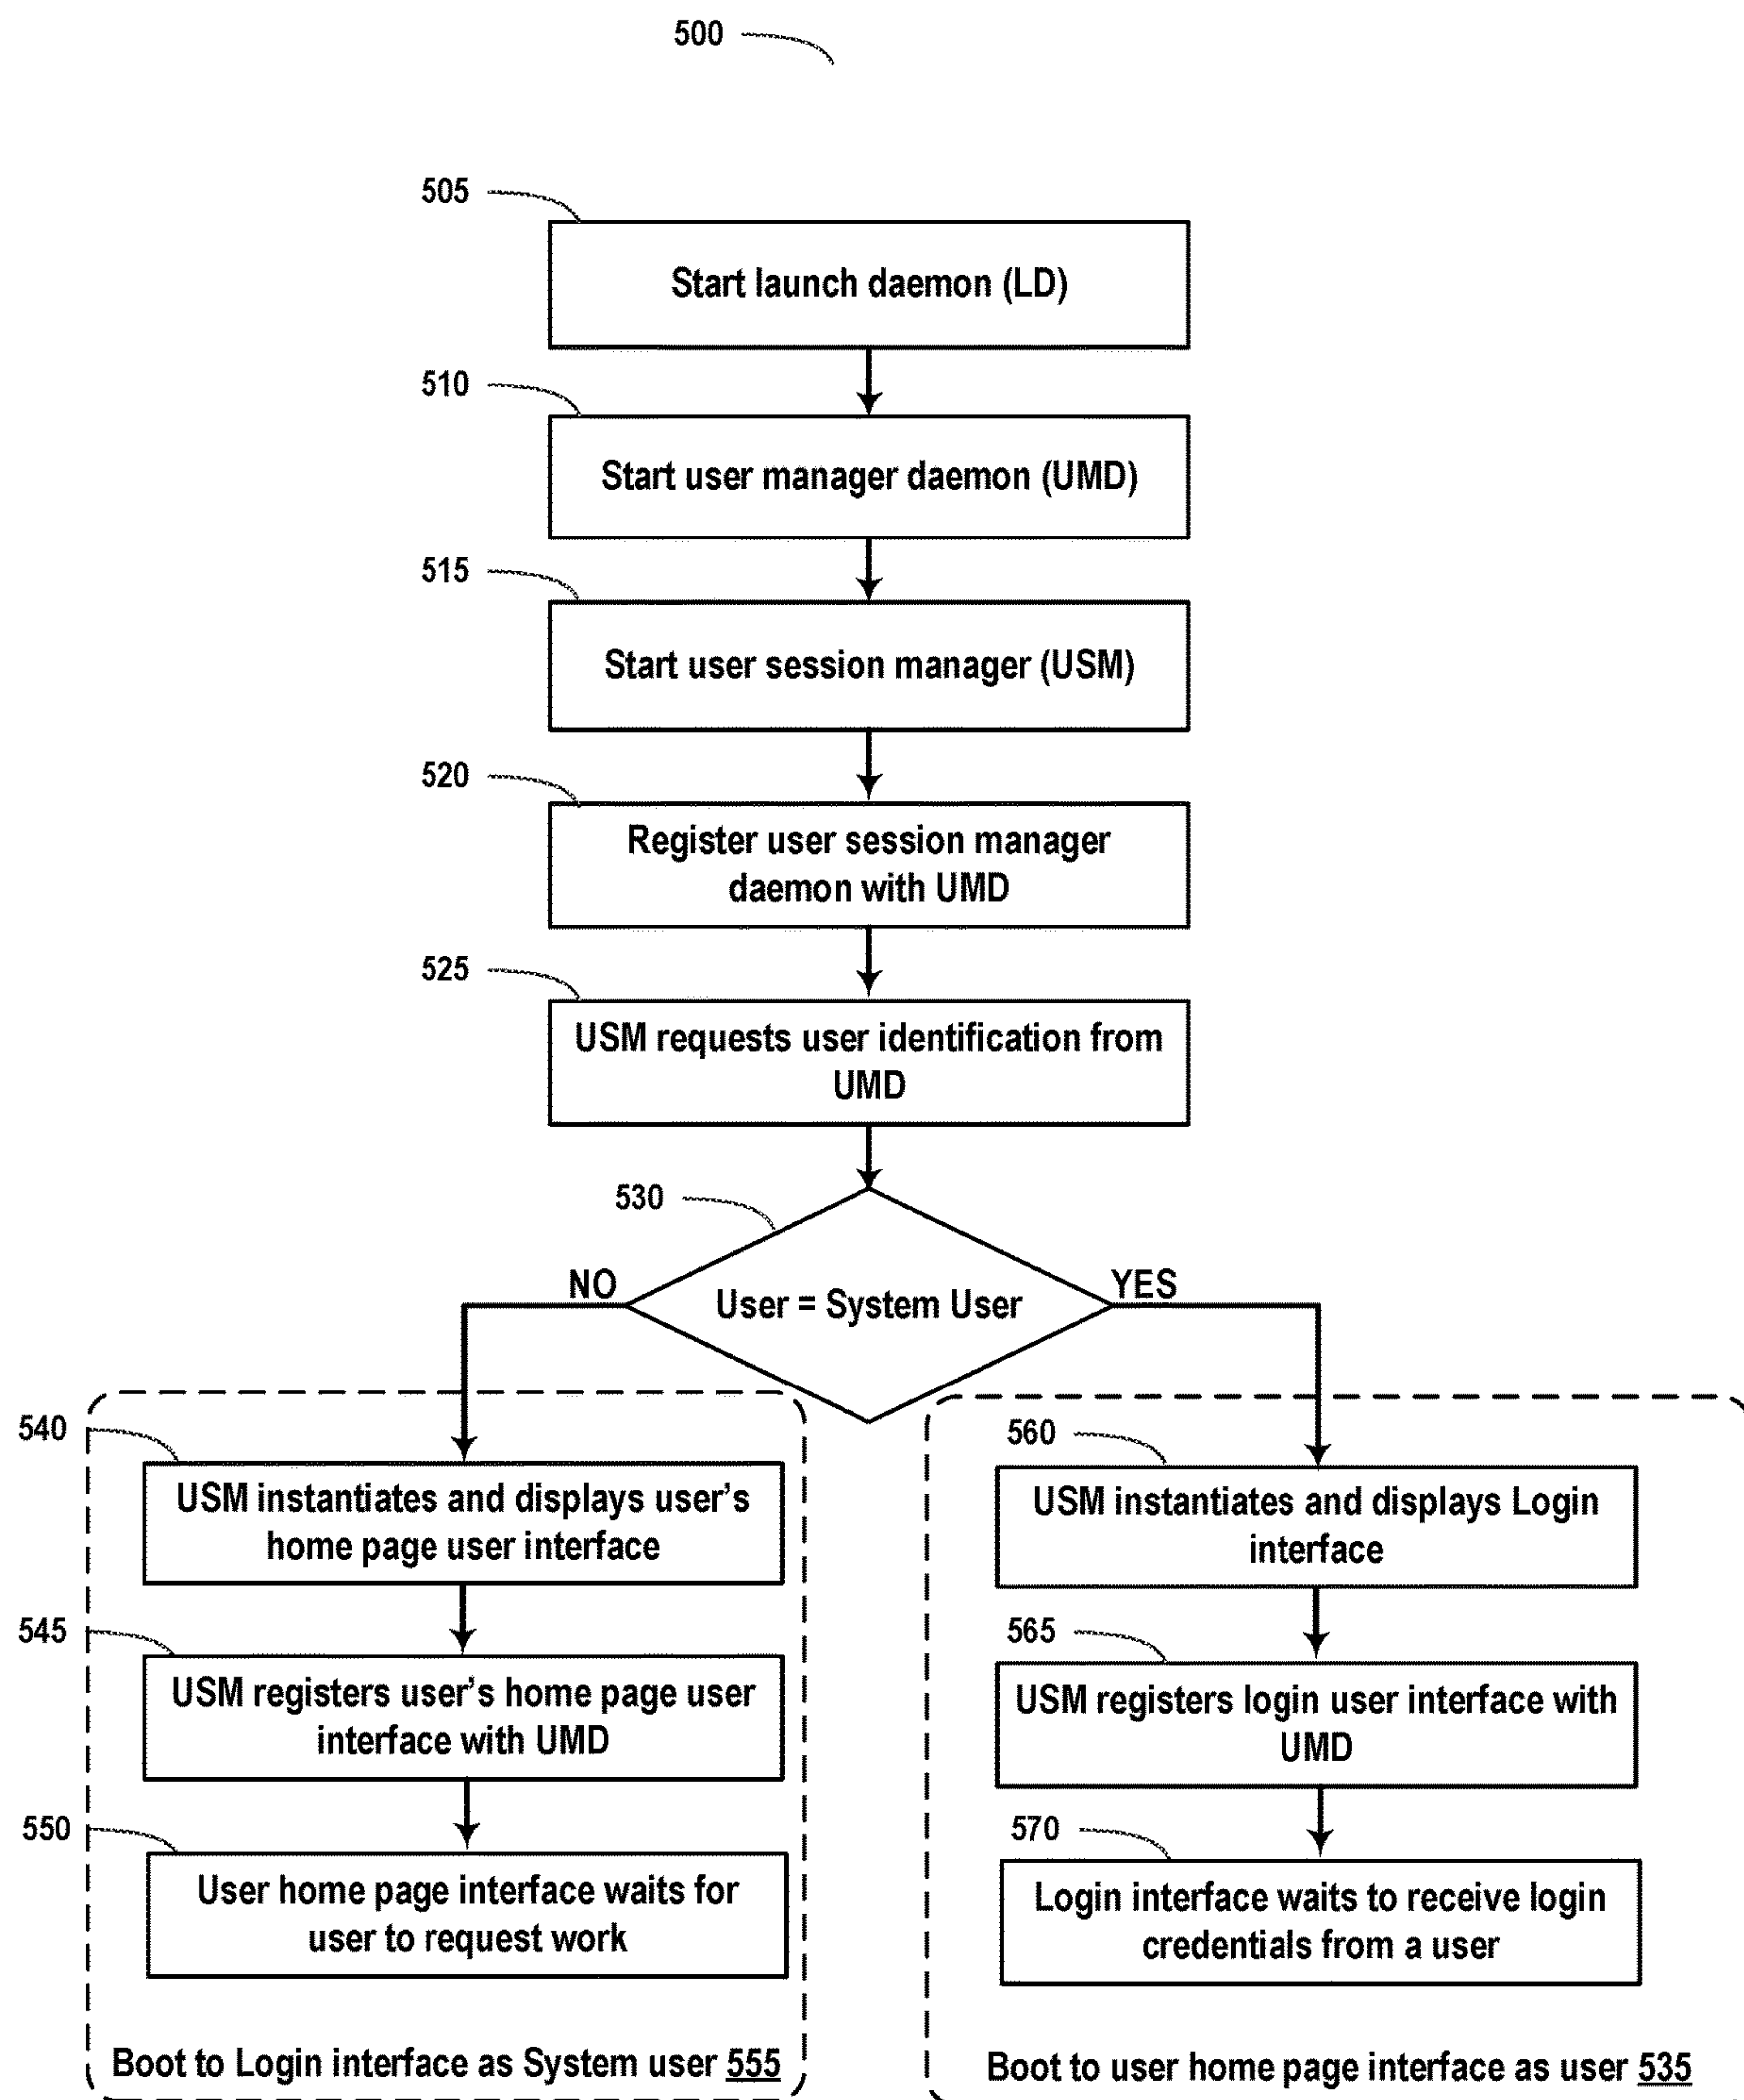 500
505
Start launch daemon (LD)
510
Start user manager daemon (UMD)
515
Start user session manager (USM)
520
Register user session manager
daemon with UMD
525
USM requests user identification from
UMD
530
User = System User
NO
YES
540
USM instantiates and displays user's
home page user interface
545
USM registers user's home page user
interface with UMD
550
User home page interface waits for
user to request work
Boot to Login interface as System user 555
560
USM instantiates and displays Login
interface
565
USM registers login user interface with
UMD
570
Login interface waits to receive login
credentials from a user
Boot to user home page interface as user 535